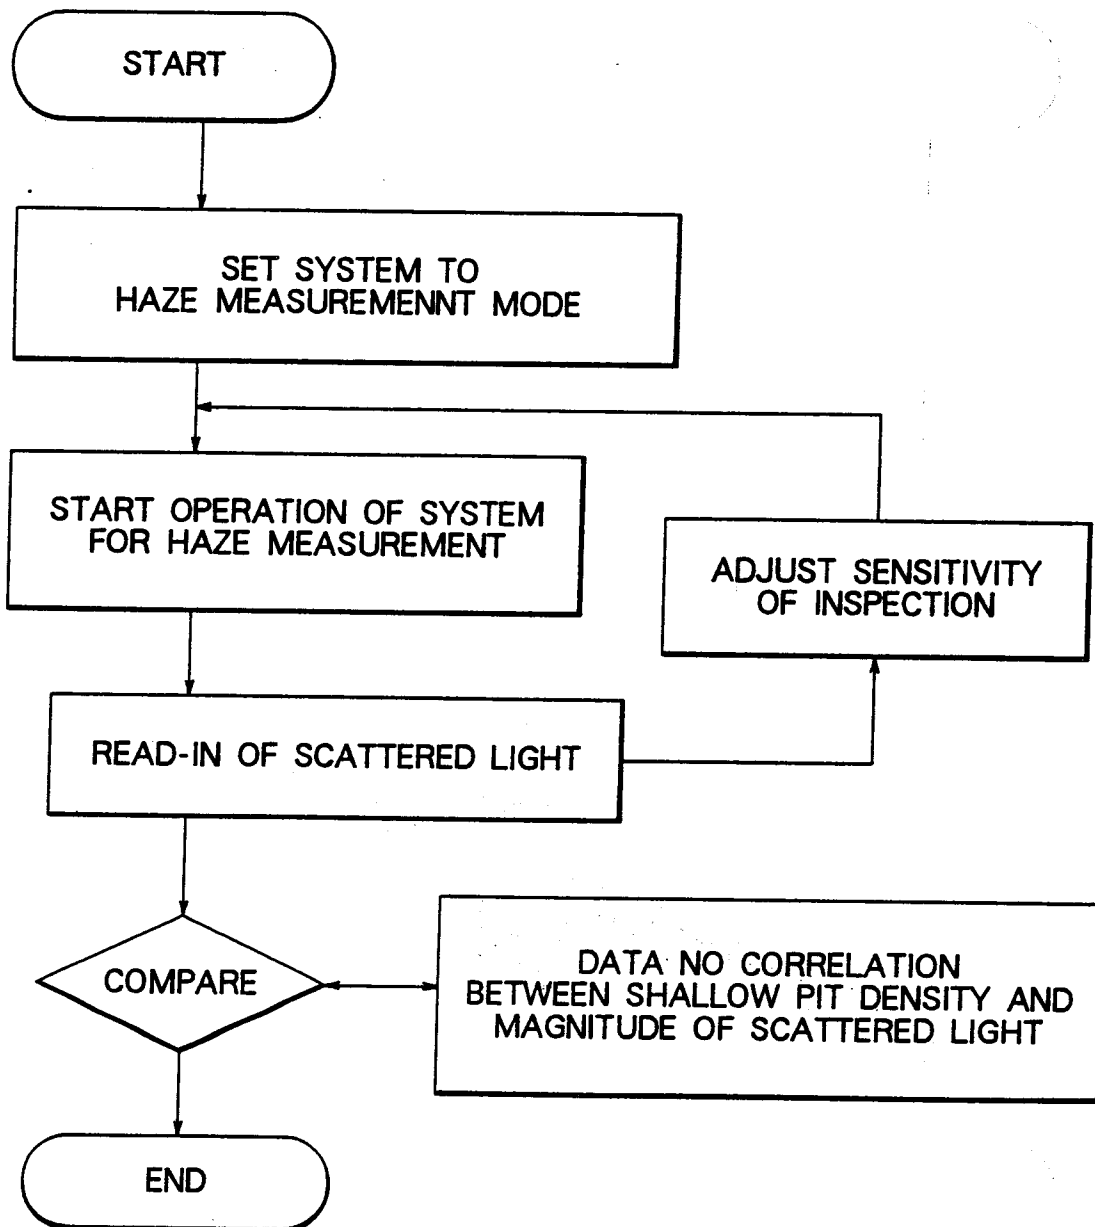 START
SET SYSTEM TO
HAZE MEASUREMENNT MODE
START OPERATION OF SYSTEM
FOR HAZE MEASUREMENT
ADJUST SENSITIVITY
OF INSPECTION
READ-IN OF SCATTERED LIGHT
COMPARE
DATA NO CORRELATION
BETWEEN SHALLOW PIT DENSITY AND
MAGNITUDE OF SCATTERED LIGHT
END